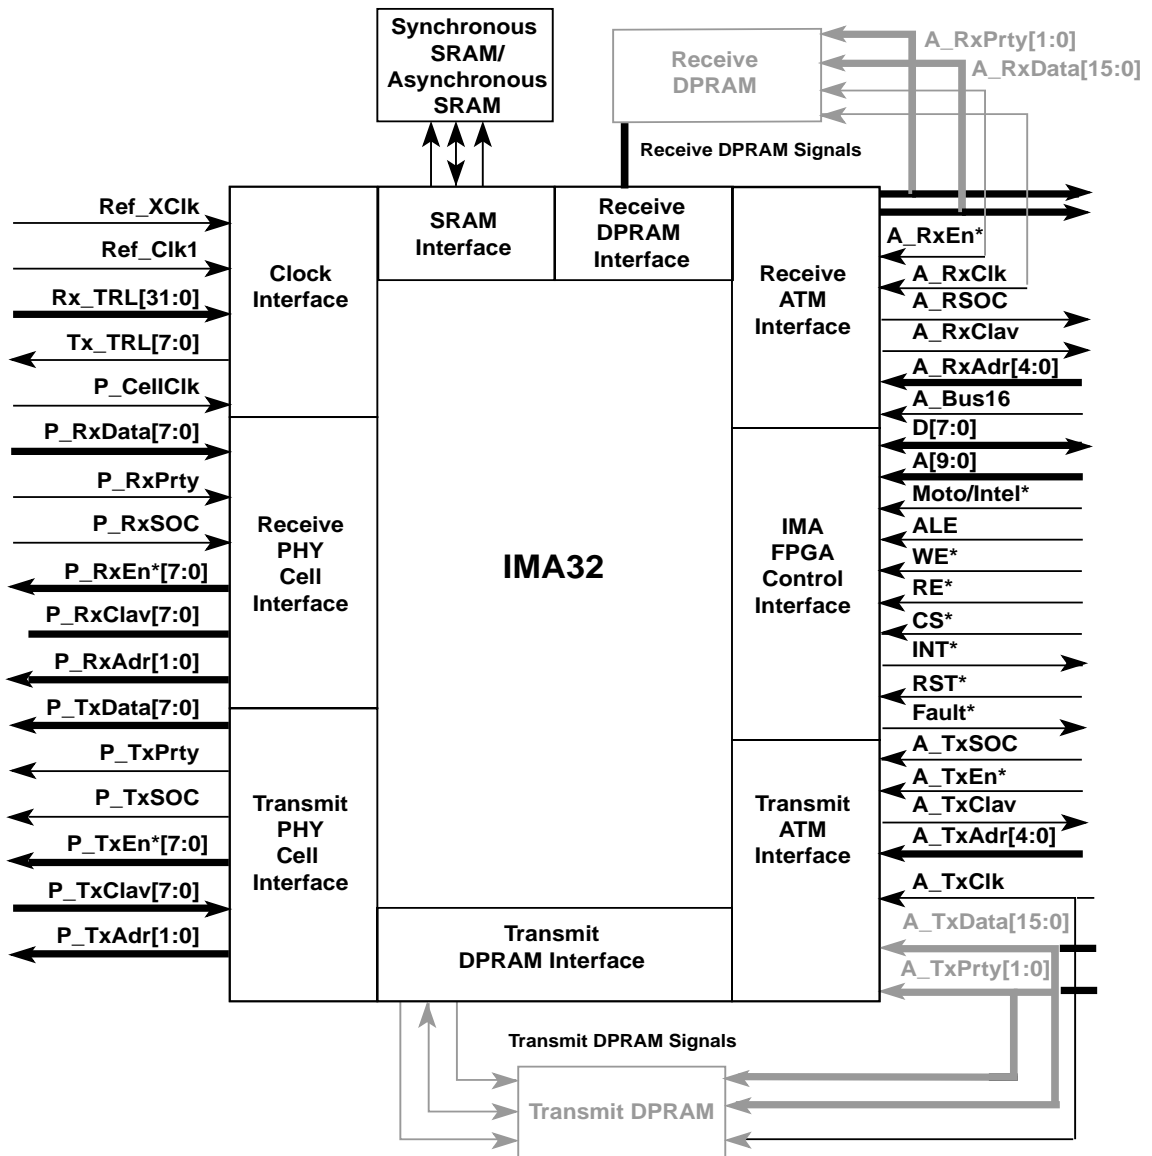 Synchronous
SRAM/
Asynchronous
SRAM
Receive
DPRAM
A_RxPrty[1:0]
A_RxData[15:0]
Receive DPRAM Signals
Ref_XClk
Ref_Clk1
Rx_TRL[31:0]
Tx_TRL[7:0]
P_CellClk
P_RxData[7:0]
P_RxPrty
P_RxSOC
P_RxEn*[7:0]
P_RxClav[7:0]
P_RxAdr[1:0]
P_TxData[7:0]
P_TxPrty
P_TxSOC
P_TxEn*[7:0]
P_TxClav[7:0]
P_TxAdr[1:0]
Clock
Interface
Receive
PHY
Cell
Interface
Transmit
PHY
Cell
Interface
SRAM
Interface
Receive
DPRAM
Interface
IMA32
Transmit
DPRAM Interface
Receive
ATM
Interface
IMA
FPGA
Control
Interface
Transmit
ATM
Interface
A_RxEn*
A_RxClk
A_RSOC
A_RxClav
A_RxAdr[4:0]
A_Bus16
D[7:0]
A[9:0]
Moto/Intel*
ALE
WE*
RE*
CS*
INT*
RST*
Fault*
A_TxSOC
A_TxEn*
A_TxClav
A_TxAdr[4:0]
A_TxClk
A_TxData[15:0]
A_TxPrty[1:0]
Transmit DPRAM Signals
Transmit DPRAM